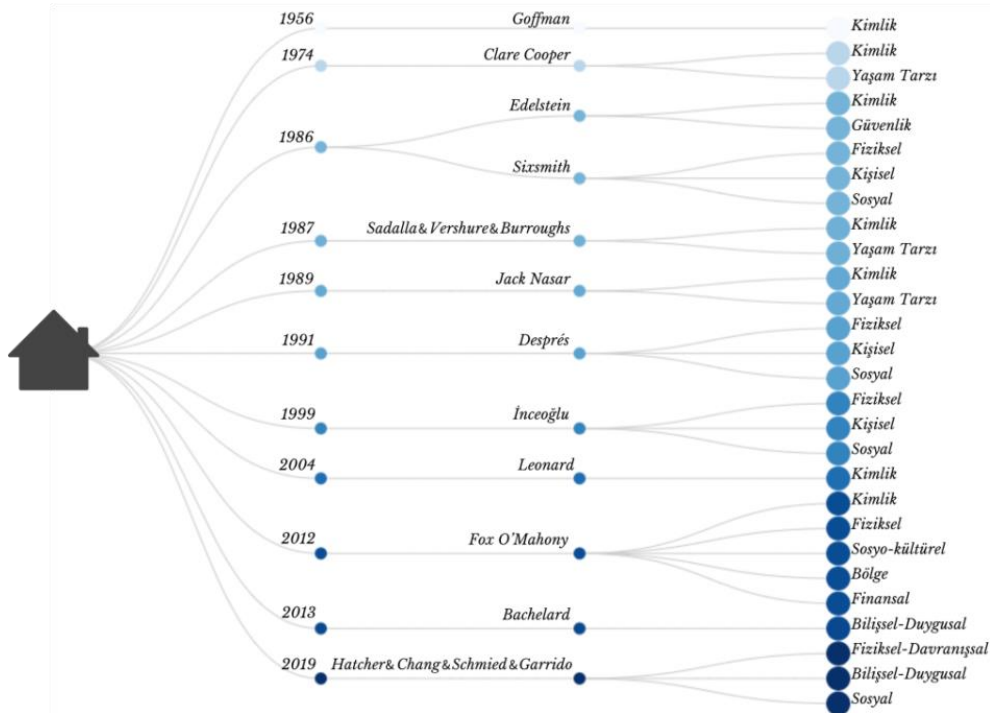 1956
Goffman
Kimlik
1974
Clare Cooper
Kimlik
Yaşam Tarzı
1986
Edelstein
Kimlik
Güvenlik
Sixsmith
Fiziksel
Kişisel
Sosyal
1987
Sadalla&Vershure&Burroughs
Kimlik
Yaşam Tarzı
1989
Jack Nasar
Kimlik
Yaşam Tarzı
1991
Després
Fiziksel
Kişisel
Sosyal
1999
İnceoğlu
Fiziksel
Kişisel
Sosyal
2004
Leonard
Kimlik
2012
Fox O'Mahony
Kimlik
Fiziksel
Sosyo-kültürel
Bölge
Finansal
2013
Bachelard
Bilişsel-Duygusal
2019
Hatcher&Chang&Schmied&Garrido
Fiziksel-Davranışsal
Bilişsel-Duygusal
Sosyal